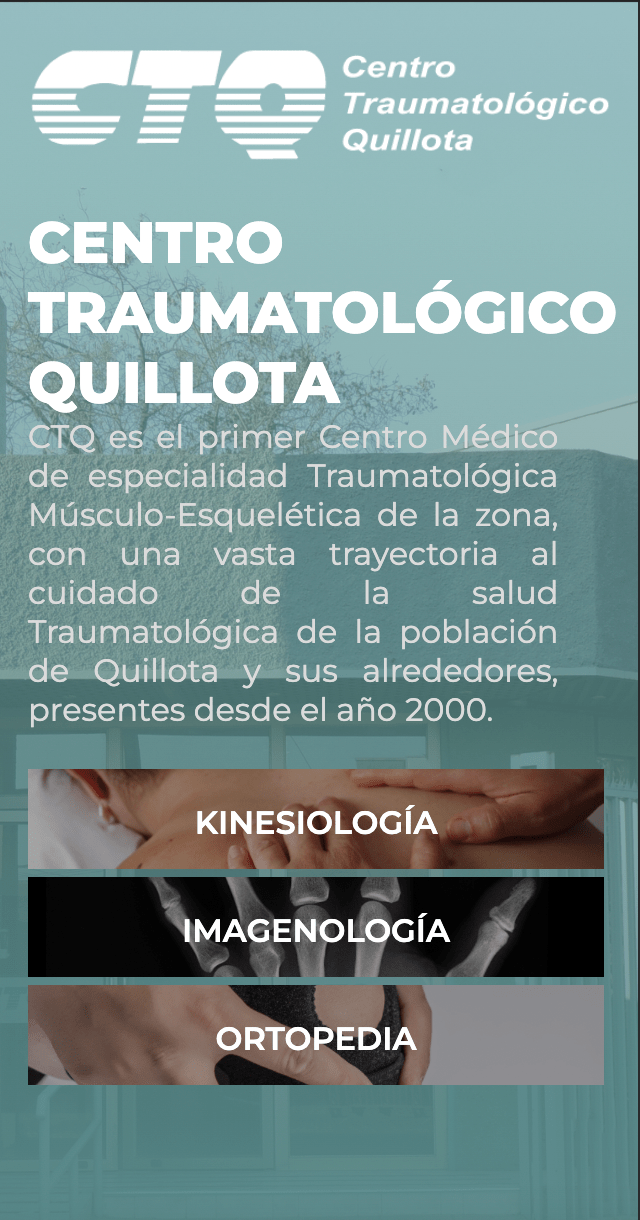 CTQ
Centro
Traumatológico
Quillota
CENTRO
TRAUMATOLÓGICO
QUILLOTA
CTQ es el primer Centro Médico
de especialidad Traumatológica
Músculo-Esquelética de la zona,
con una vasta trayectoria al
cuidado de la salud
Traumatológica de la población
de Quillota y sus alrededores,
presentes desde el año 2000.
KINESIOLOGÍA
IMAGENOLOGÍA
ORTOPEDIA